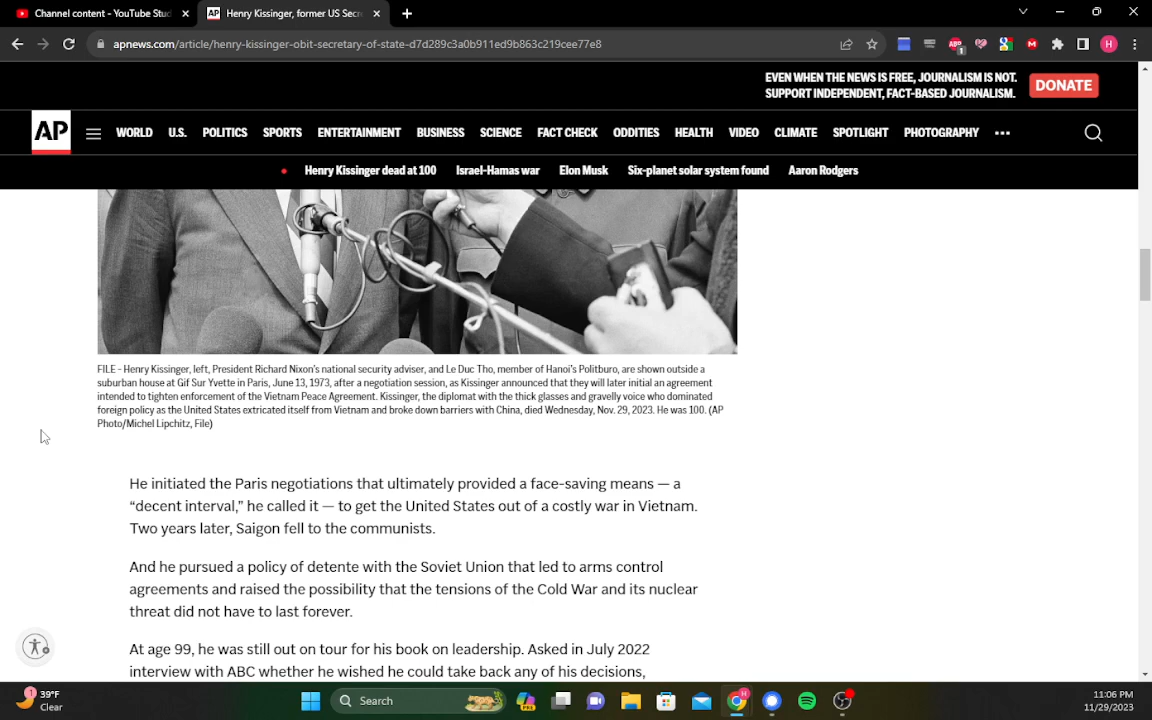 Channel content - YouTube Stud
Henry Kissinger, former US Secr
apnews.com/article/henry-kissinger-obit-secretary-of-state-d7d289c3a0b911ed9b863c219cee77e8
EVEN WHEN THE NEWS IS FREE, JOURNALISM IS NOT.
SUPPORT INDEPENDENT, FACT-BASED JOURNALISM.
DONATE
AP
WORLD U.S. POLITICS SPORTS ENTERTAINMENT BUSINESS SCIENCE FACT CHECK ODDITIES HEALTH VIDEO CLIMATE SPOTLIGHT PHOTOGRAPHY
Henry Kissinger dead at 100 Israel-Hamas war Elon Musk Six-planet solar system found Aaron Rodgers
FILE - Henry Kissinger, left, President Richard Nixon's national security adviser, and Le Duc Tho, member of Hanoi's Politburo, are shown outside a
suburban house at Gif Sur Yvette in Paris, June 13, 1973, after a negotiation session, as Kissinger announced that they will later initial an agreement
intended to tighten enforcement of the Vietnam Peace Agreement. Kissinger, the diplomat with the thick glasses and gravelly voice who dominated
foreign policy as the United States extricated itself from Vietnam and broke down barriers with China, died Wednesday, Nov. 29, 2023. He was 100. (AP
Photo/Michel Lipchitz, File)
He initiated the Paris negotiations that ultimately provided a face-saving means — a
“decent interval,” he called it — to get the United States out of a costly war in Vietnam.
Two years later, Saigon fell to the communists.
And he pursued a policy of detente with the Soviet Union that led to arms control
agreements and raised the possibility that the tensions of the Cold War and its nuclear
threat did not have to last forever.
At age 99, he was still out on tour for his book on leadership. Asked in July 2022
interview with ABC whether he wished he could take back any of his decisions,
1
39°F
Clear
Search
11:06 PM
11/29/2023